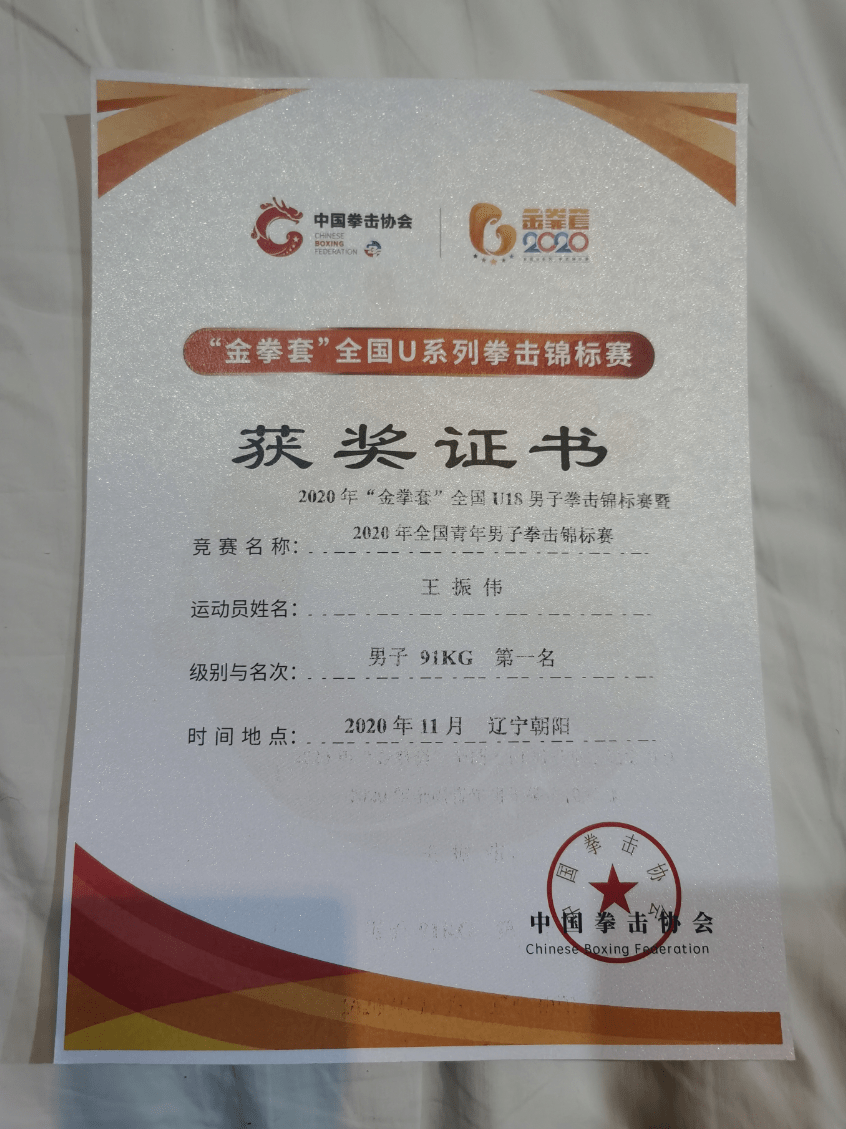 中国拳击协会
CHINESE
BOXING
FEDERATION
金拳套
2020
“金拳套”全国U系列拳击锦标赛
获奖证书
2020年“金拳套”全国U18男子拳击锦标赛暨
竞赛名称: 2020年全国青年男子拳击锦标赛
运动员姓名: 王振伟
级别与名次: 男子 91KG 第一名
时间地点: 2020年11月 辽宁朝阳
中国拳击协会
中国拳击协会
Chinese Boxing Federation